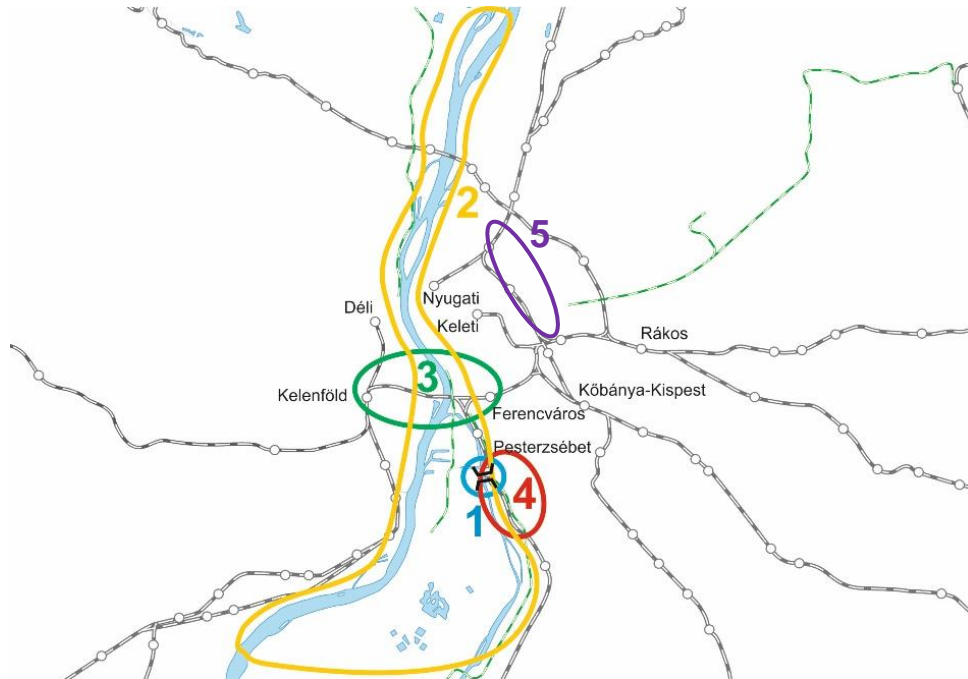 2
5
Nyugati
Déli
Keleti
Rákos
3
Kelenföld
Kőbánya-Kispest
Ferencváros
Pesterzsébet
4
1